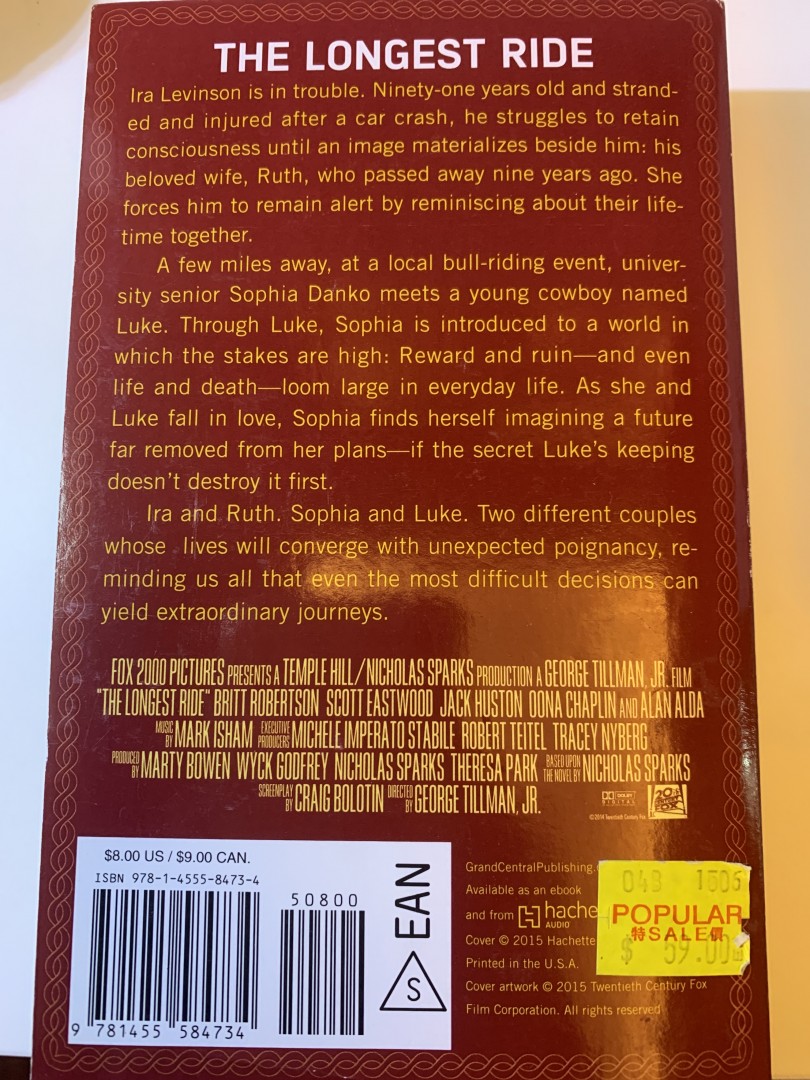 THE LONGEST RIDE
Ira Levinson is in trouble. Ninety-one years old and strand-
ed and injured after a car crash, he struggles to retain
consciousness until an image materializes beside him: his
beloved wife, Ruth, who passed away nine years ago. She
forces him to remain alert by reminiscing about their life-
time together.
A few miles away, at a local bull-riding event, univer-
sity senior Sophia Danko meets a young cowboy named
Luke. Through Luke, Sophia is introduced to a world in
which the stakes are high: Reward and ruin—and even
life and death—loom large in everyday life. As she and
Luke fall in love, Sophia finds herself imagining a future
far removed from her plans—if the secret Luke's keeping
doesn't destroy it first.
Ira and Ruth. Sophia and Luke. Two different couples
whose lives will converge with unexpected poignancy, re-
minding us all that even the most difficult decisions can
yield extraordinary journeys.
FOX 2000 PICTURES PRESENTS A TEMPLE HILL/NICHOLAS SPARKS PRODUCTION A GEORGE TILLMAN, JR. FILM
"THE LONGEST RIDE" BRITT ROBERTSON SCOTT EASTWOOD JACK HUSTON OONA CHAPLIN AND ALAN ALDA
MUSIC BY MARK ISHAM EXECUTIVE PRODUCERS MICHELE IMPERATO STABILE ROBERT TEITEL TRACEY NYBERG
PRODUCED BY MARTY BOWEN WYCK GODFREY NICHOLAS SPARKS THERESA PARK BASED UPON THE NOVEL BY NICHOLAS SPARKS
SCREENPLAY BY CRAIG BOLOTIN DIRECTED BY GEORGE TILLMAN, JR.
DOLBY DIGITAL
©2014 Twentieth Century Fox
$8.00 US / $9.00 CAN.
ISBN 978-1-4555-8473-4
50800
EAN
S
9 781455 584734
GrandCentralPublishing.
Available as an ebook
and from hache
AUDIO
Cover © 2015 Hachette
Printed in the U.S.A.
Cover artwork © 2015 Twentieth Century Fox
Film Corporation. All rights reserved
POPULAR
特SALE價
$ 59.00